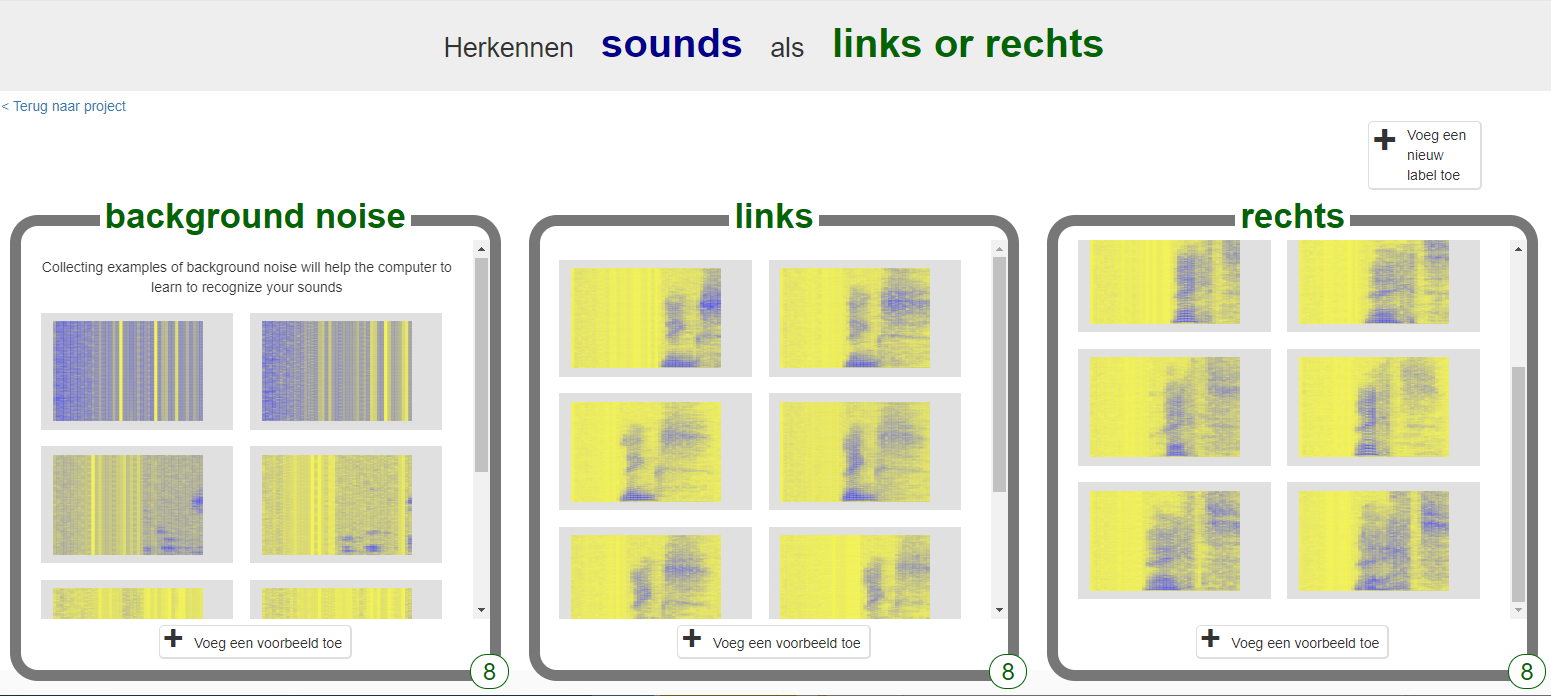 Herkennen sounds als links or rechts
< Terug naar project
Voeg een
nieuw
label toe
background noise
Collecting examples of background noise will help the computer to
learn to recognize your sounds
Voeg een voorbeeld toe
8
links
Voeg een voorbeeld toe
8
rechts
Voeg een voorbeeld toe
8